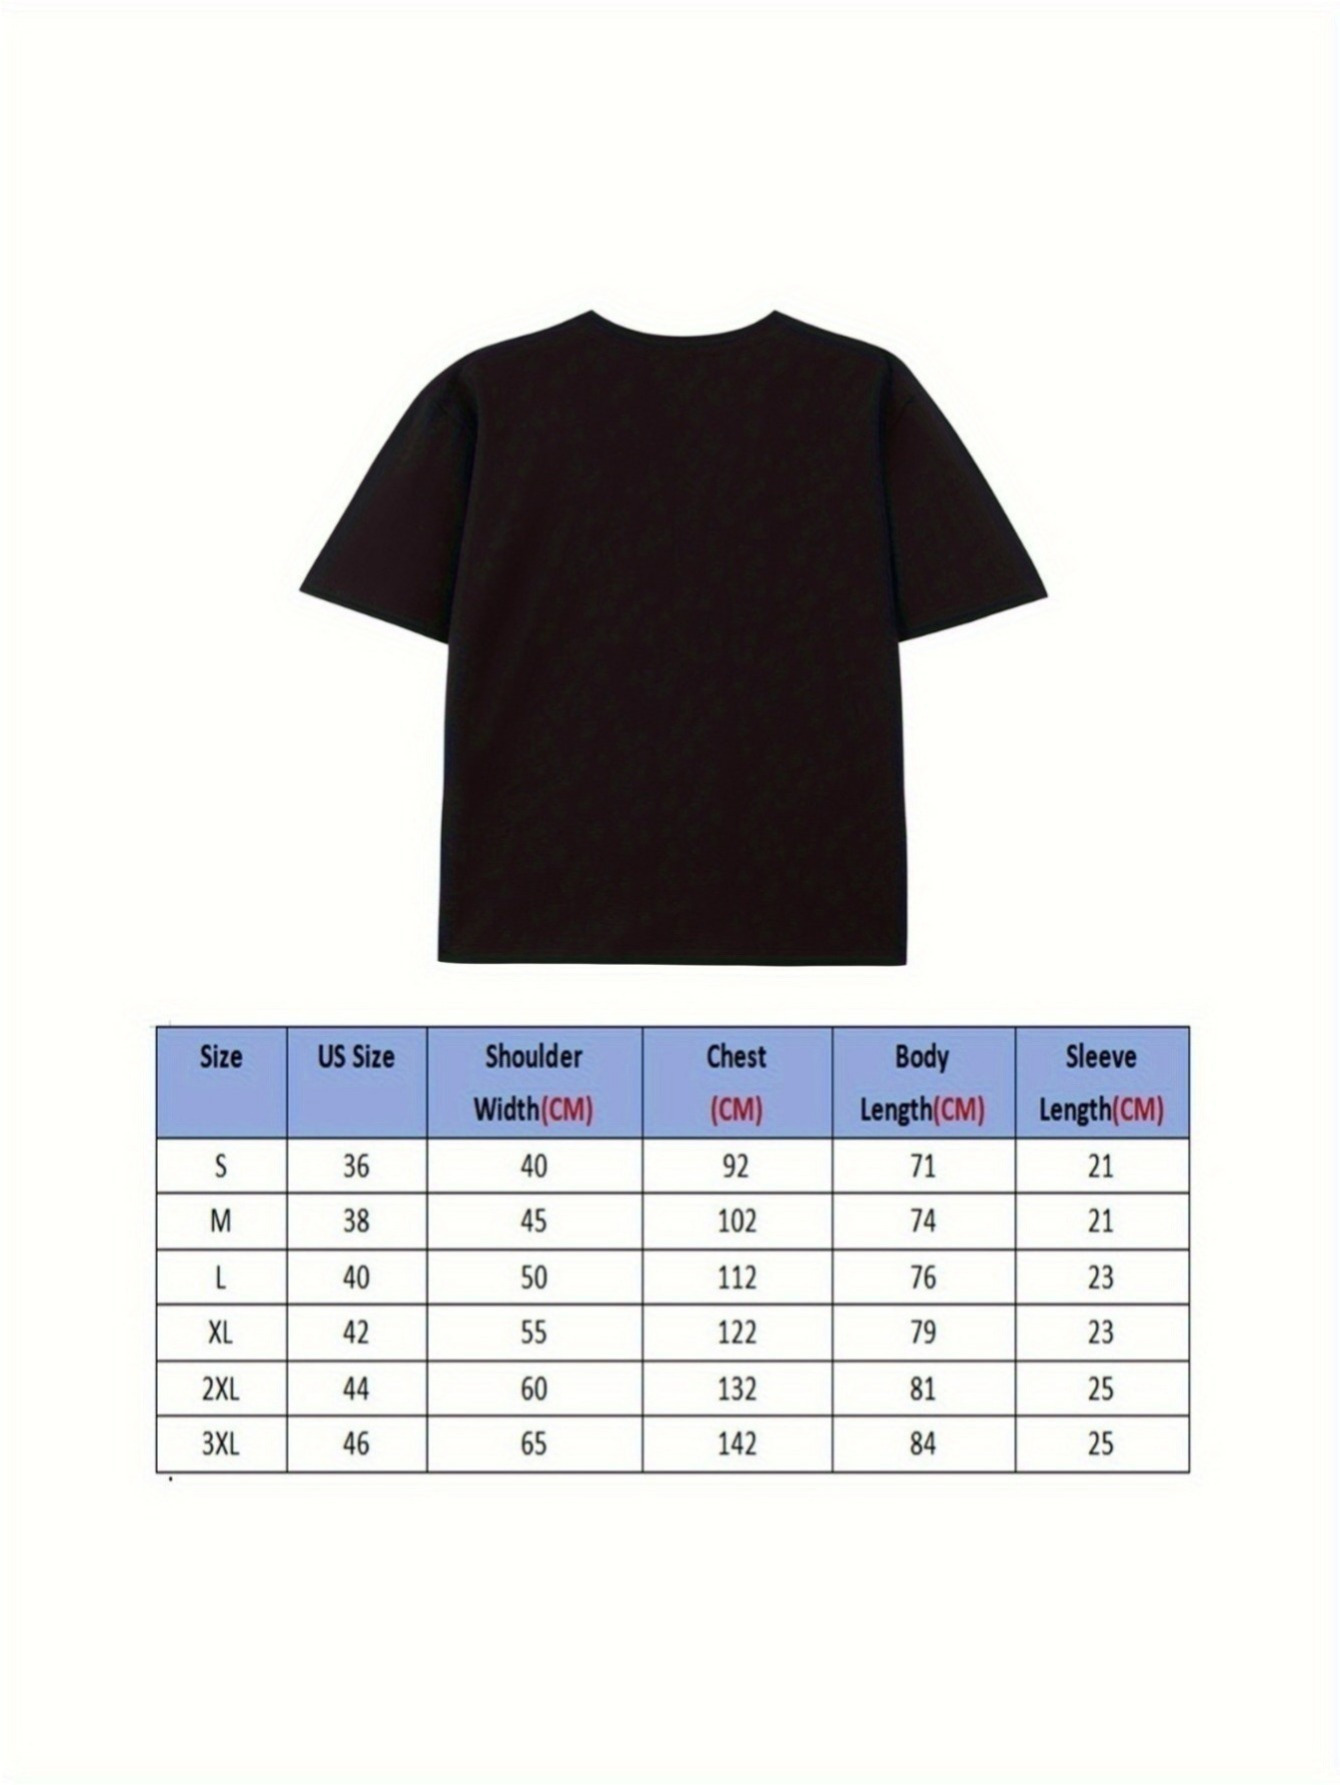 Size US Size Shoulder Width(CM) Chest (CM) Body Length(CM) Sleeve Length(CM)
S 36 40 92 71 21
M 38 45 102 74 21
L 40 50 112 76 23
XL 42 55 122 79 23
2XL 44 60 132 81 25
3XL 46 65 142 84 25